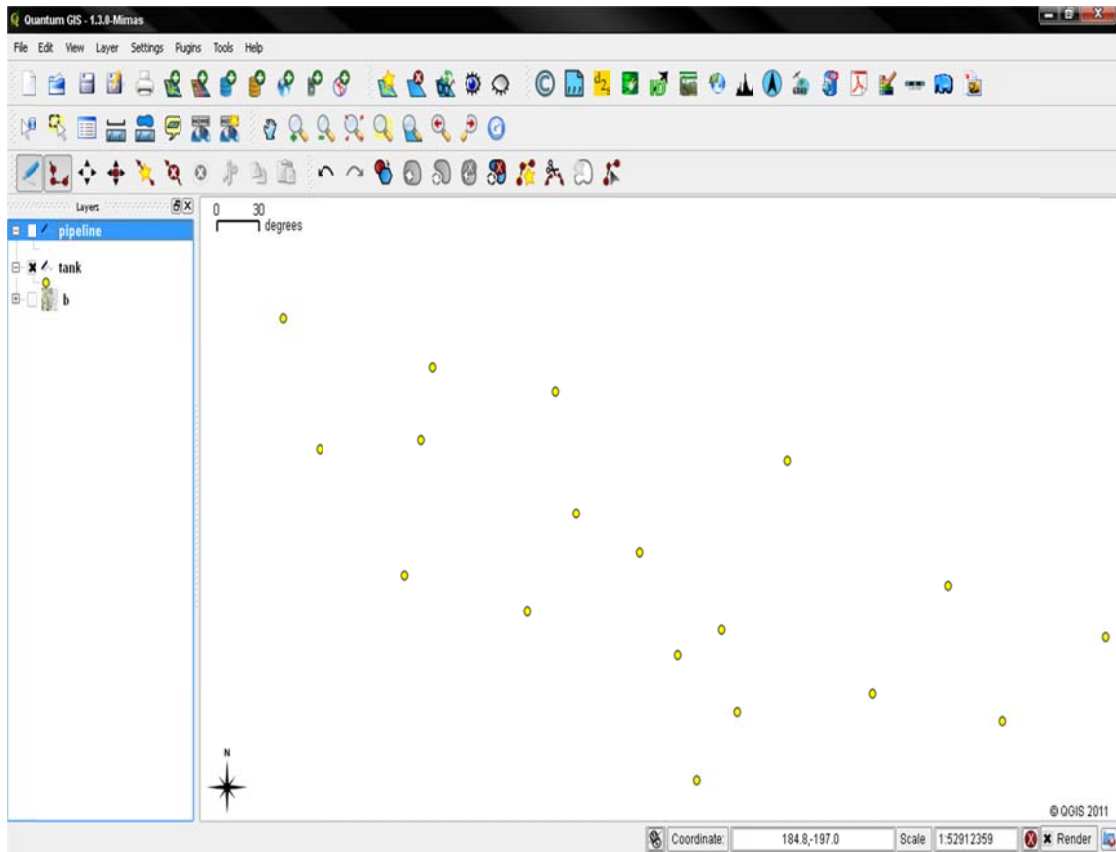 Quantum GIS - 1.3.0-Mimas
File Edit View Layer Settings Plugins Tools Help
Layers
pipeline
tank
b
0 30
degrees
N
© QGIS 2011
Coordinate: 184.8,-197.0 Scale 1:52912359 Render